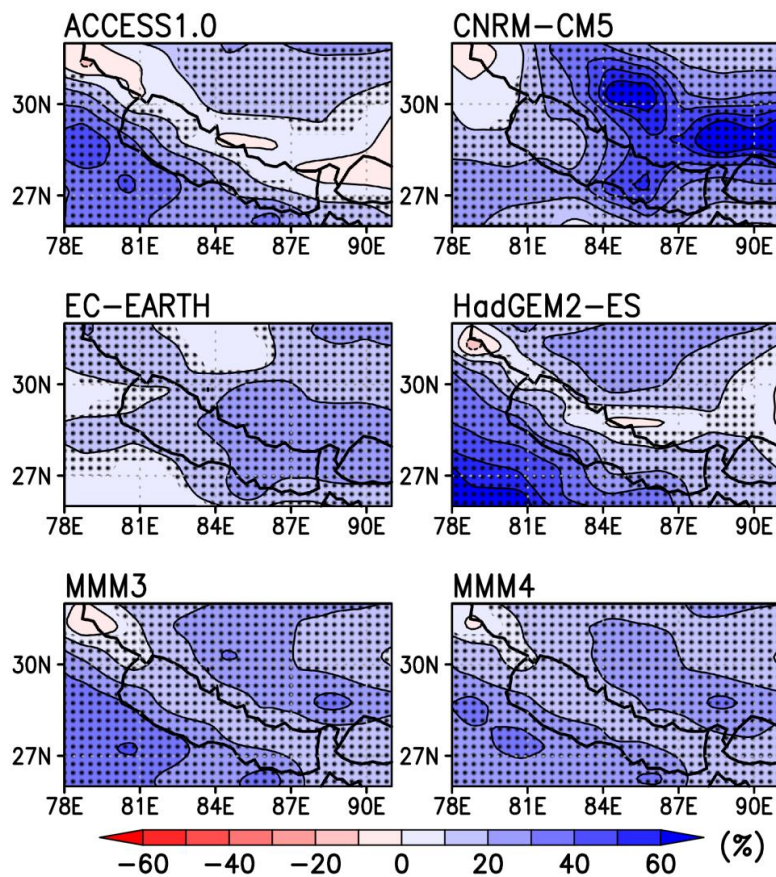 ACCESS1.0 CNRM-CM5
30N 30N
27N 27N
78E 81E 84E 87E 90E 78E 81E 84E 87E 90E
EC-EARTH HadGEM2-ES
30N 30N
27N 27N
78E 81E 84E 87E 90E 78E 81E 84E 87E 90E
MMM3 MMM4
30N 30N
27N 27N
78E 81E 84E 87E 90E 78E 81E 84E 87E 90E
-60 -40 -20 0 20 40 60 (%)